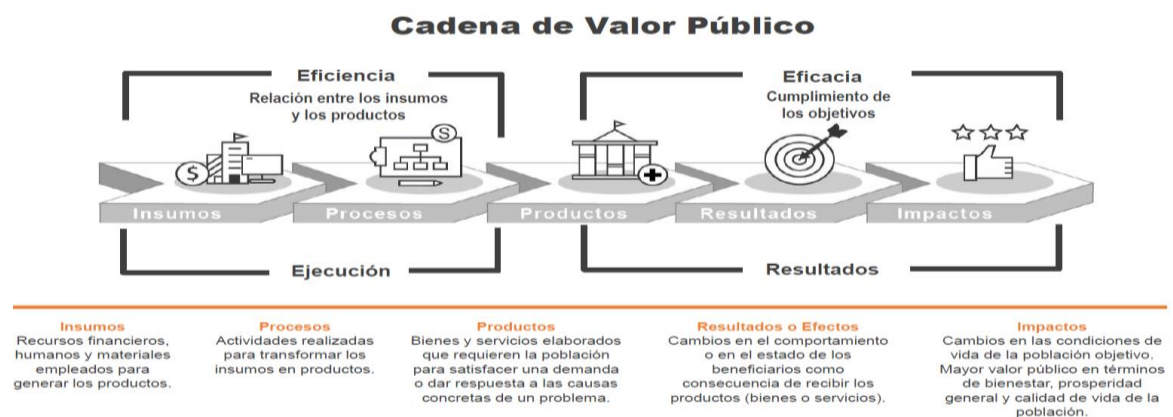 Cadena de Valor Público
Eficiencia
Relación entre los insumos
y los productos
Eficacia
Cumplimiento de
los objetivos
$
S
Insumos
Procesos
Productos
Resultados
Impactos
Ejecución
Resultados
Insumos
Recursos financieros,
humanos y materiales
empleados para
generar los productos.
Procesos
Actividades realizadas
para transformar los
insumos en productos.
Productos
Bienes y servicios elaborados
que requieren la población
para satisfacer una demanda
o dar respuesta a las causas
concretas de un problema.
Resultados o Efectos
Cambios en el comportamiento
o en el estado de los
beneficiarios como
consecuencia de recibir los
productos (bienes o servicios).
Impactos
Cambios en las condiciones de
vida de la población objetivo.
Mayor valor público en términos
de bienestar, prosperidad
general y calidad de vida de la
población.